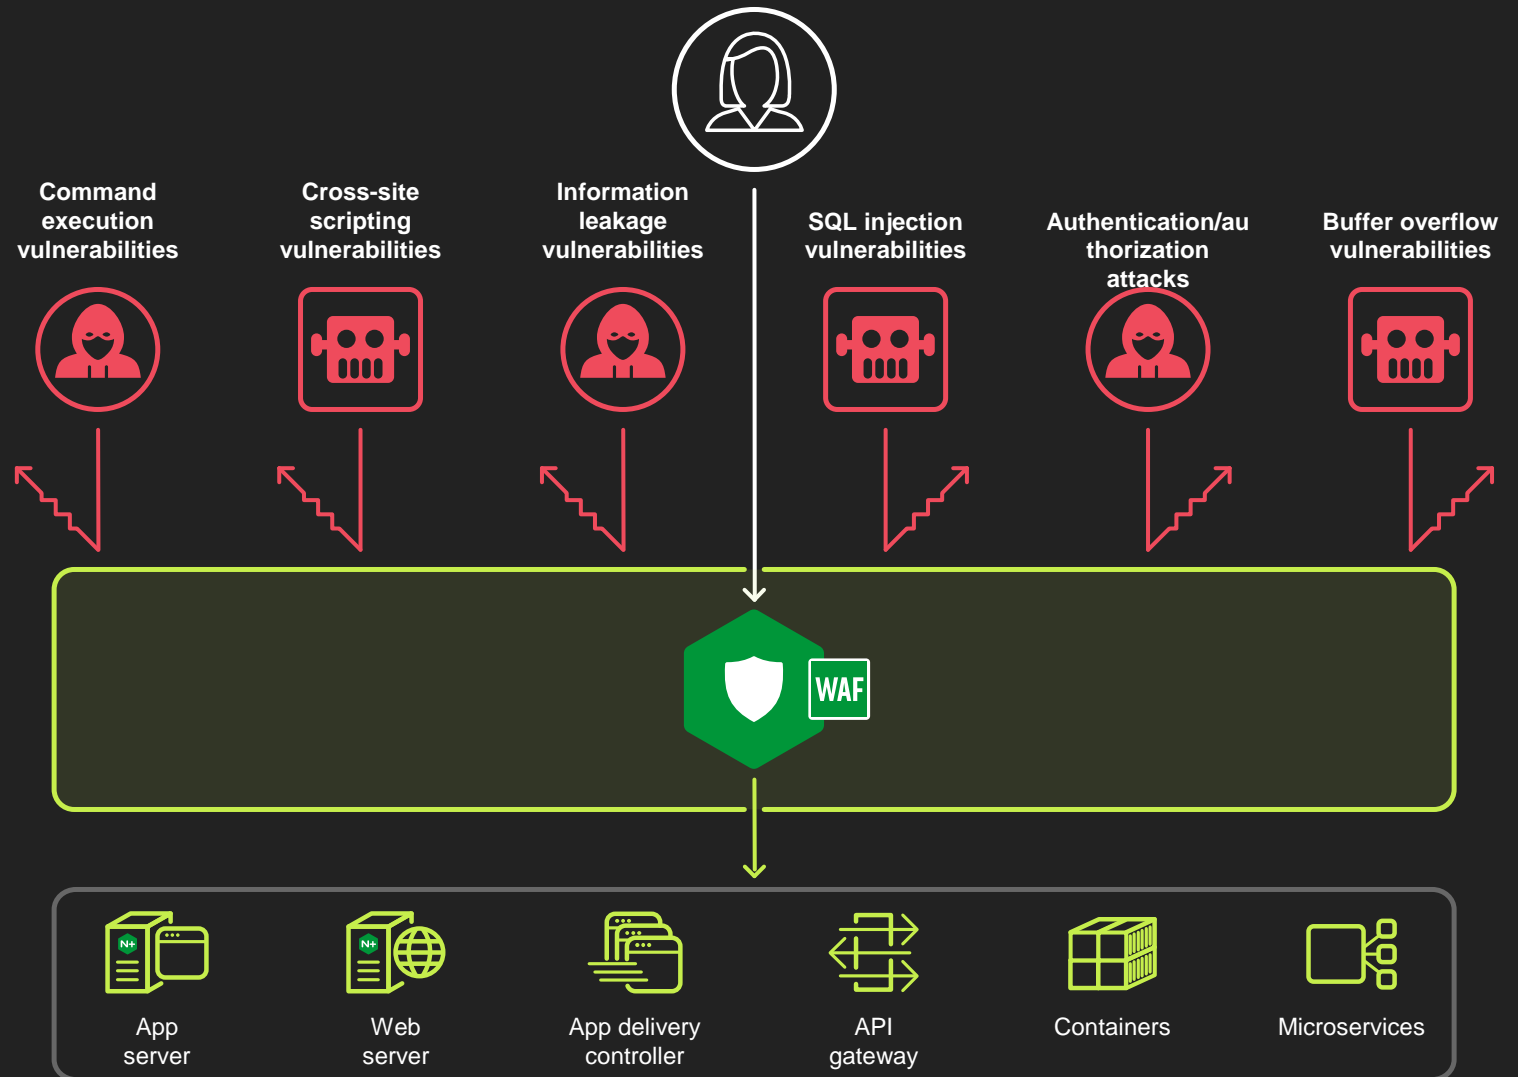 Command
execution
vulnerabilities
Cross-site
scripting
vulnerabilities
Information
leakage
vulnerabilities
SQL injection
vulnerabilities
Authentication/au
thorization
attacks
Buffer overflow
vulnerabilities
WAF
N+
N+
App
server
Web
server
App delivery
controller
API
gateway
Containers
Microservices